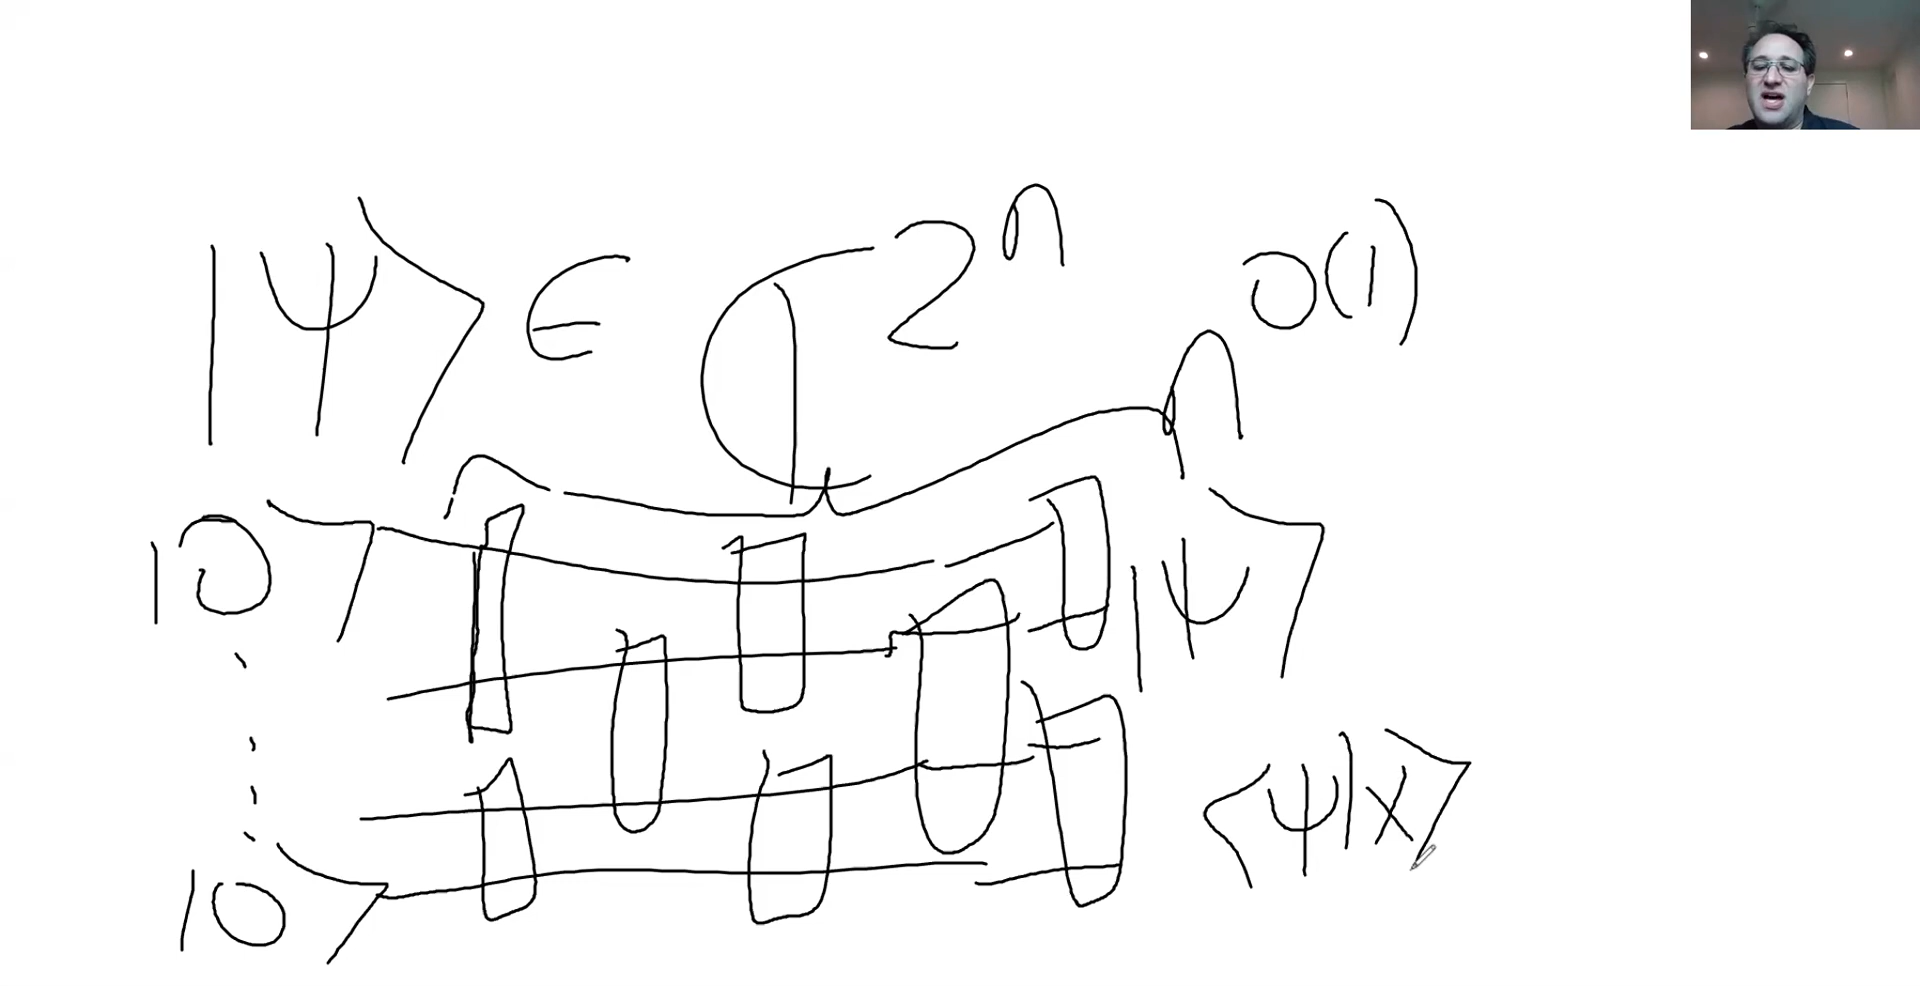 |ψ⟩ ∈ ℂ^{2^n}
n^{O(1)}
|0⟩
⋮
|0⟩
|ψ⟩
⟨ψ|x⟩